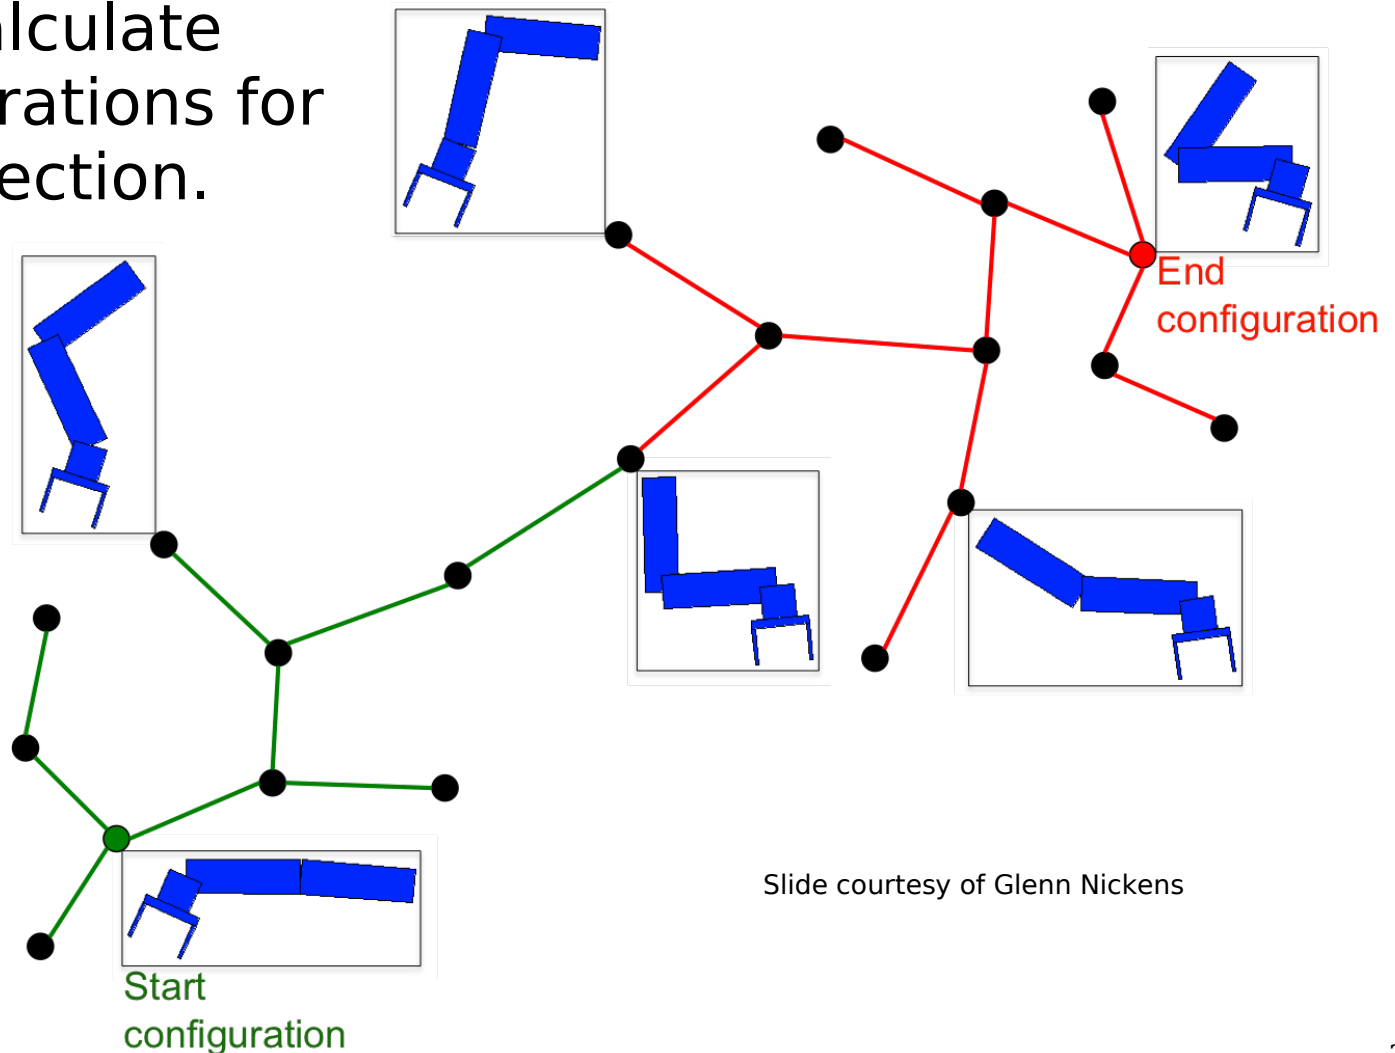 lculate
rations for
ection.
End
configuration
Slide courtesy of Glenn Nickens
Start
configuration